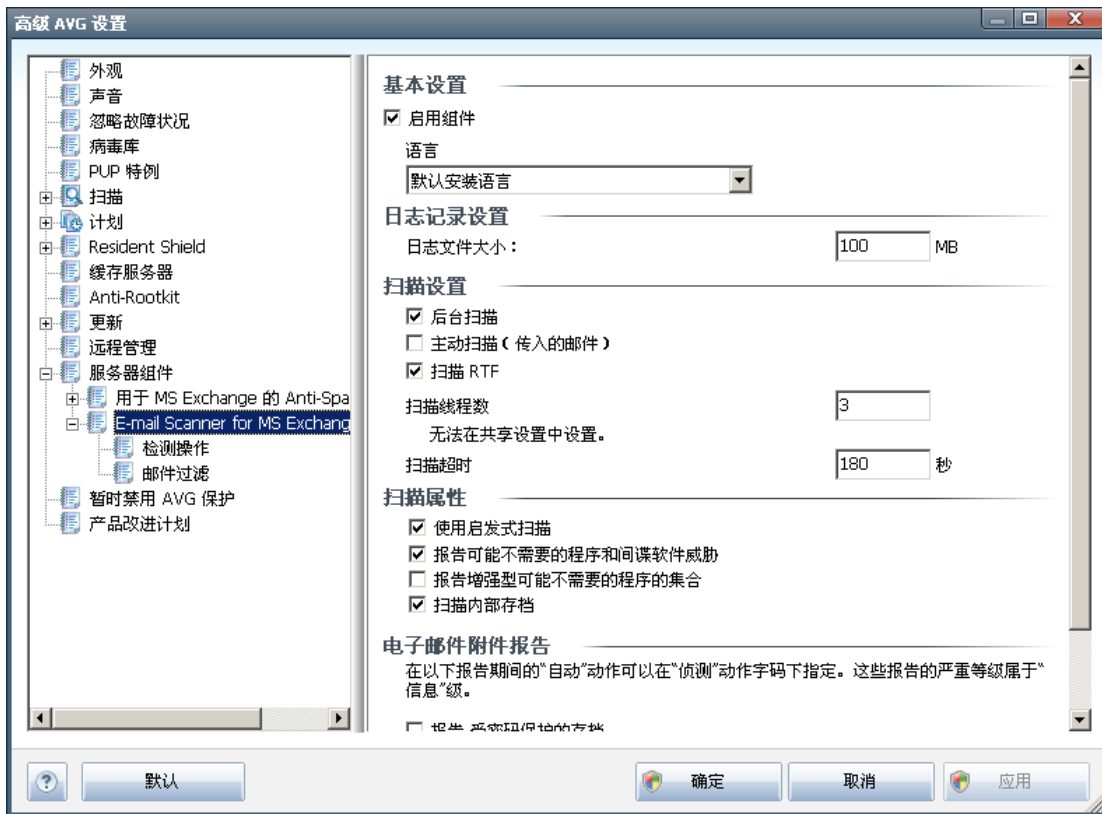 高级 AVG 设置
外观
声音
忽略故障状况
病毒库
PUP 特例
扫描
计划
Resident Shield
缓存服务器
Anti-Rootkit
更新
远程管理
服务器组件
用于 MS Exchange 的 Anti-Spa
E-mail Scanner for MS Exchang
检测操作
邮件过滤
暂时禁用 AVG 保护
产品改进计划
基本设置
启用组件
语言
默认安装语言
日志记录设置
日志文件大小： 100 MB
扫描设置
后台扫描
主动扫描（传入的邮件）
扫描 RTF
扫描线程数 3
无法在共享设置中设置。
扫描超时 180 秒
扫描属性
使用启发式扫描
报告可能不需要的程序和间谍软件威胁
报告增强型可能不需要的程序的集合
扫描内部存档
电子邮件附件报告
在以下报告期间的“自动”动作可以在“侦测”动作字码下指定。这些报告的严重等级属于“
信息”级。
报告 受密码保护的存档
默认
确定
取消
应用